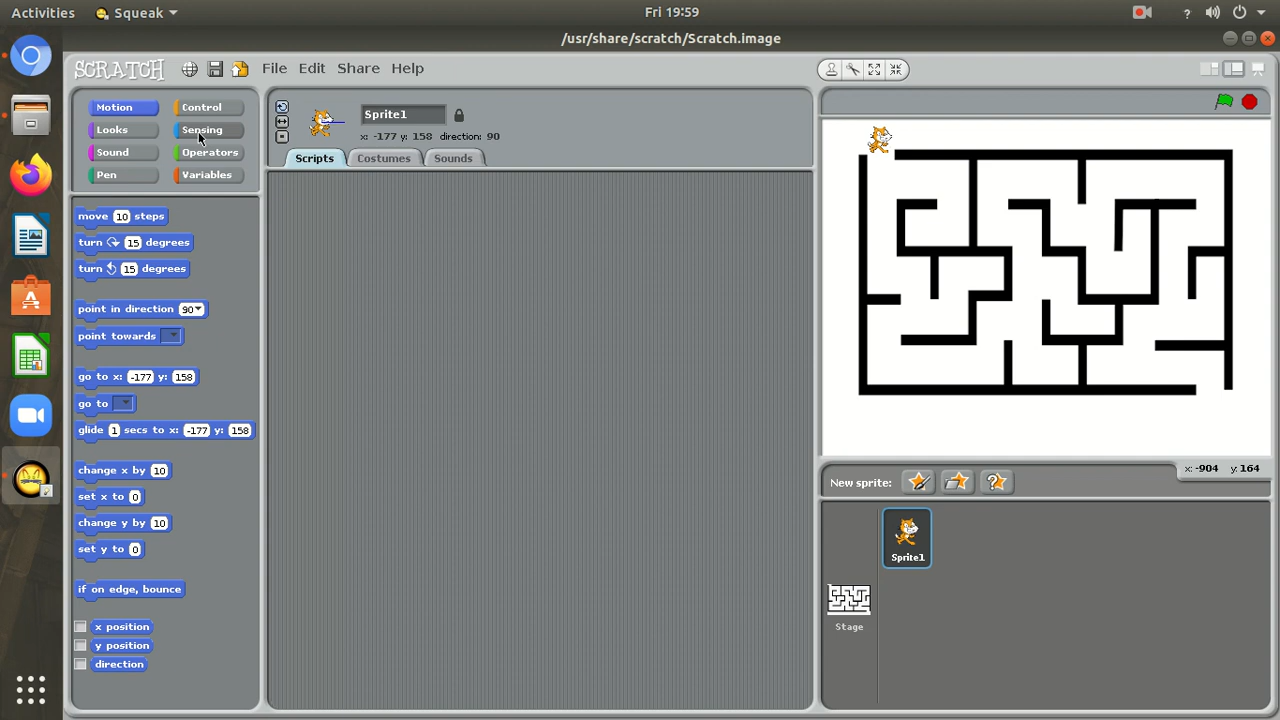 Activities Squeak Fri 19:59 ?
/usr/share/scratch/Scratch.image
SCRATCH File Edit Share Help
Motion Control
Looks Sensing
Sound Operators
Pen Variables
Sprite1
x: -177 y: 158 direction: 90
Scripts Costumes Sounds
move 10 steps
turn 15 degrees
turn 15 degrees
point in direction 90
point towards
go to x: -177 y: 158
go to
glide 1 secs to x: -177 y: 158
change x by 10
set x to 0
change y by 10
set y to 0
if on edge, bounce
x position
y position
direction
x: -904 y: 164
New sprite: ?
Sprite1
Stage